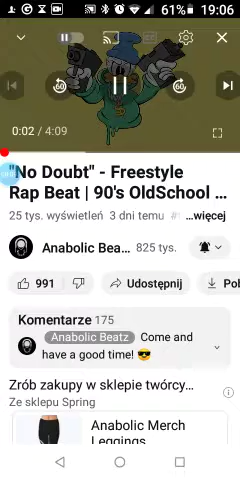 61% 19:06
60 60
0:02 / 4:09
"No Doubt" - Freestyle
Rap Beat | 90's OldSchool ...
25 tys. wyświetleń 3 dni temu ...więcej
Anabolic Bea... 825 tys.
991 Udostępnij
Komentarze 175
Anabolic Beatz Come and
have a good time! 😎
Zrób zakupy w sklepie twórcy...
Ze sklepu Spring
Anabolic Merch
Leggings